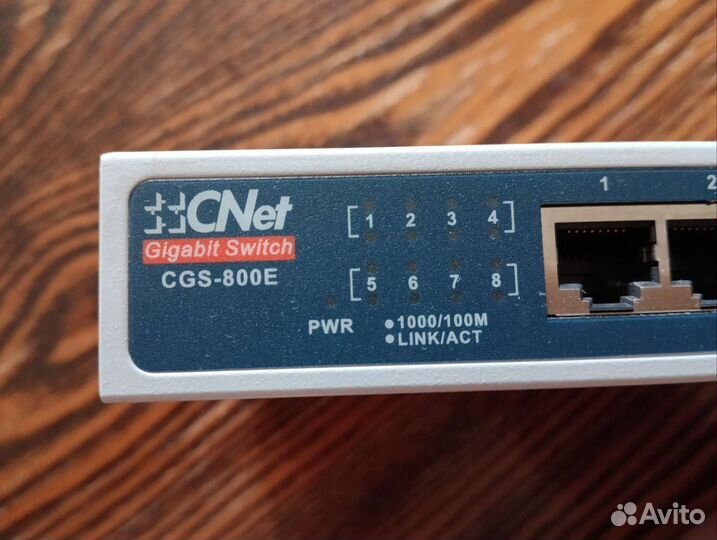 CNet
Gigabit Switch
CGS-800E
1 2 3 4
5 6 7 8
PWR
1000/100M
LINK/ACT
1 2
Avito